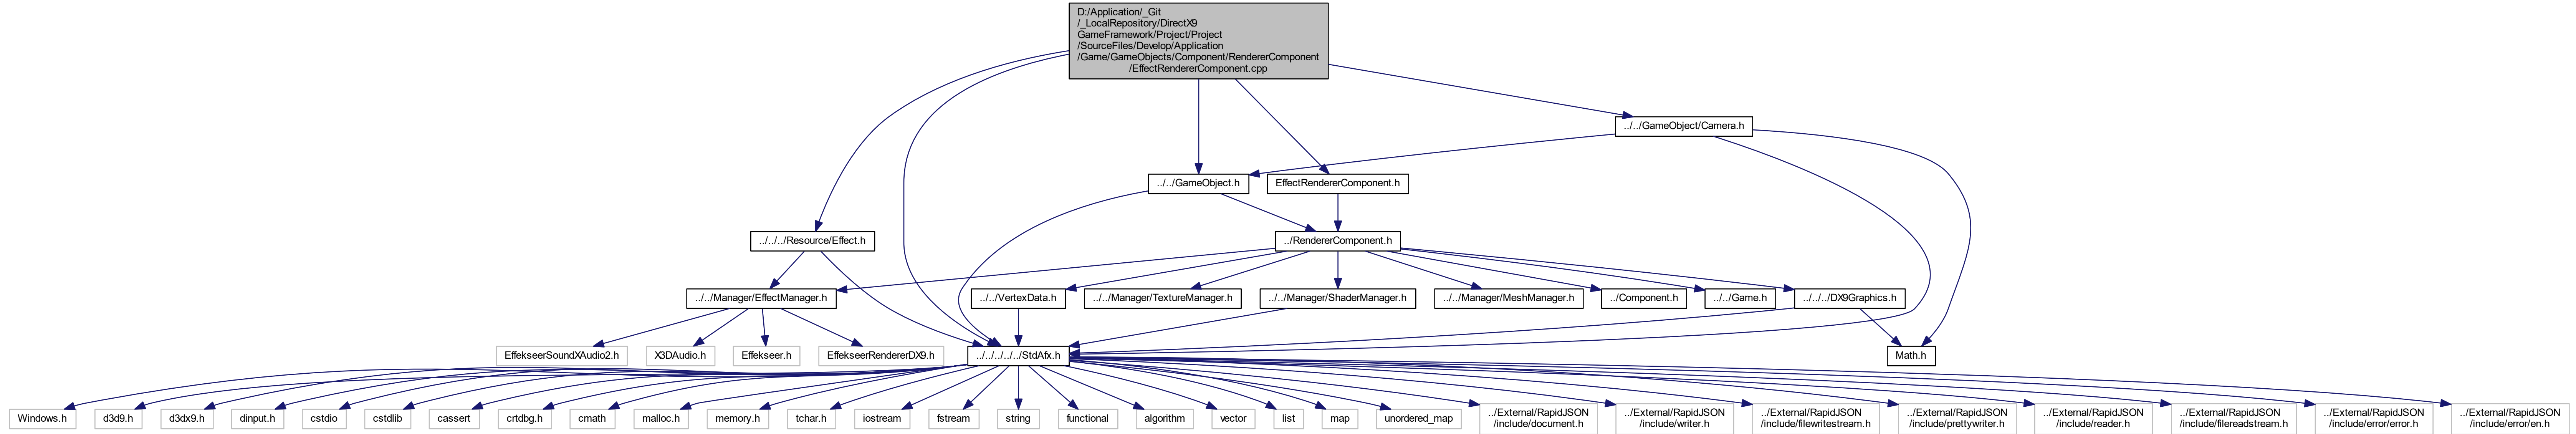 D:/Application/_Git
/_LocalRepository/DirectX9
GameFramework/Project/Project
/SourceFiles/Develop/Application
/Game/GameObjects/Component/RendererComponent
/EffectRendererComponent.cpp
../../GameObject/Camera.h
../../GameObject.h
EffectRendererComponent.h
../../../Resource/Effect.h
../RendererComponent.h
../../Manager/EffectManager.h
../../VertexData.h
../../Manager/TextureManager.h
../../Manager/ShaderManager.h
../../Manager/MeshManager.h
../Component.h
../../Game.h
../../../DX9Graphics.h
EffekseerSoundXAudio2.h
X3DAudio.h
Effekseer.h
EffekseerRendererDX9.h
../../../../../StdAfx.h
Math.h
Windows.h
d3d9.h
d3dx9.h
dinput.h
cstdio
cstdlib
cassert
crtdbg.h
cmath
malloc.h
memory.h
tchar.h
iostream
fstream
string
functional
algorithm
vector
list
map
unordered_map
../External/RapidJSON
/include/document.h
../External/RapidJSON
/include/writer.h
../External/RapidJSON
/include/filewritestream.h
../External/RapidJSON
/include/prettywriter.h
../External/RapidJSON
/include/reader.h
../External/RapidJSON
/include/filereadstream.h
../External/RapidJSON
/include/error/error.h
../External/RapidJSON
/include/error/en.h